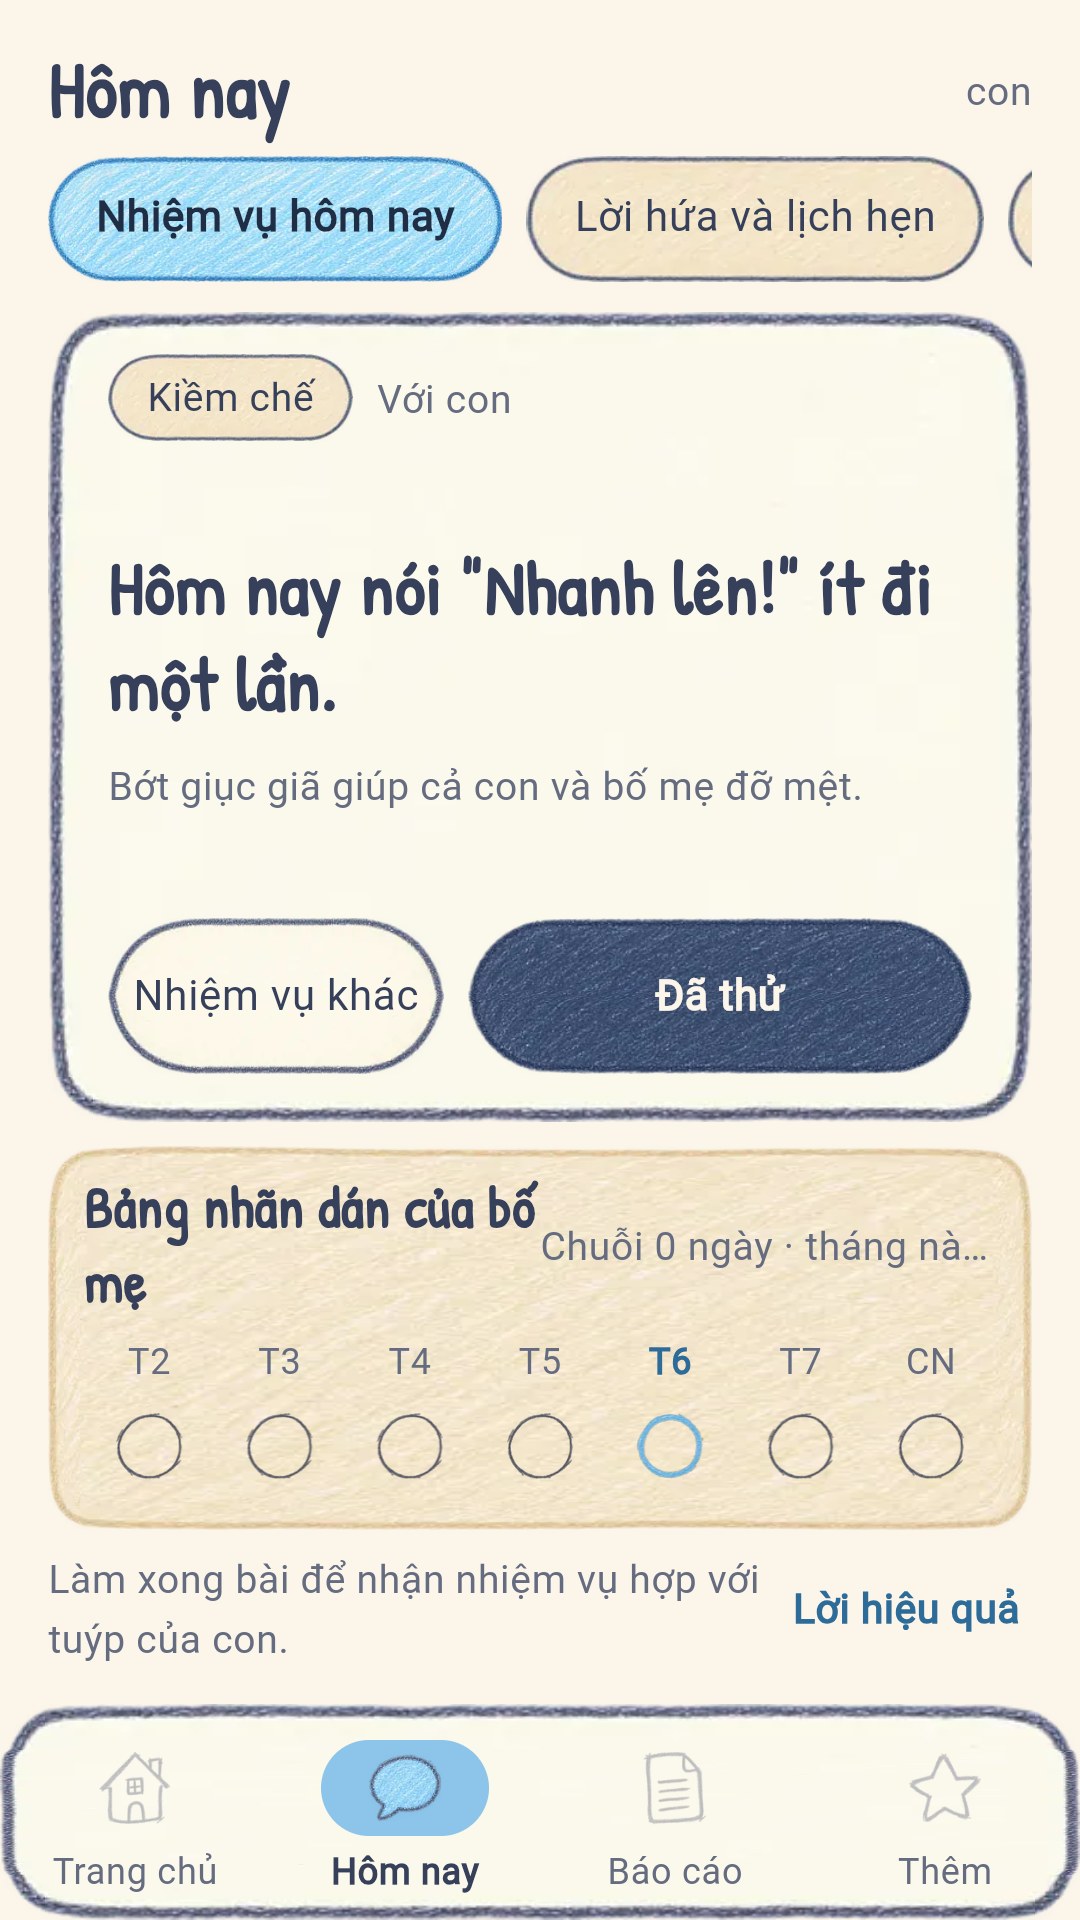 Hôm nay
con
Nhiệm vụ hôm nay
Lời hứa và lịch hẹn
Kiềm chế
Với con
Hôm nay nói "Nhanh lên!" ít đi
một lần.
Bớt giục giã giúp cả con và bố mẹ đỡ mệt.
Nhiệm vụ khác
Đã thử
Bảng nhãn dán của bố
mẹ
Chuỗi 0 ngày · tháng nà…
T2 T3 T4 T5 T6 T7 CN
Làm xong bài để nhận nhiệm vụ hợp với
tuýp của con.
Lời hiệu quả
Trang chủ
Hôm nay
Báo cáo
Thêm